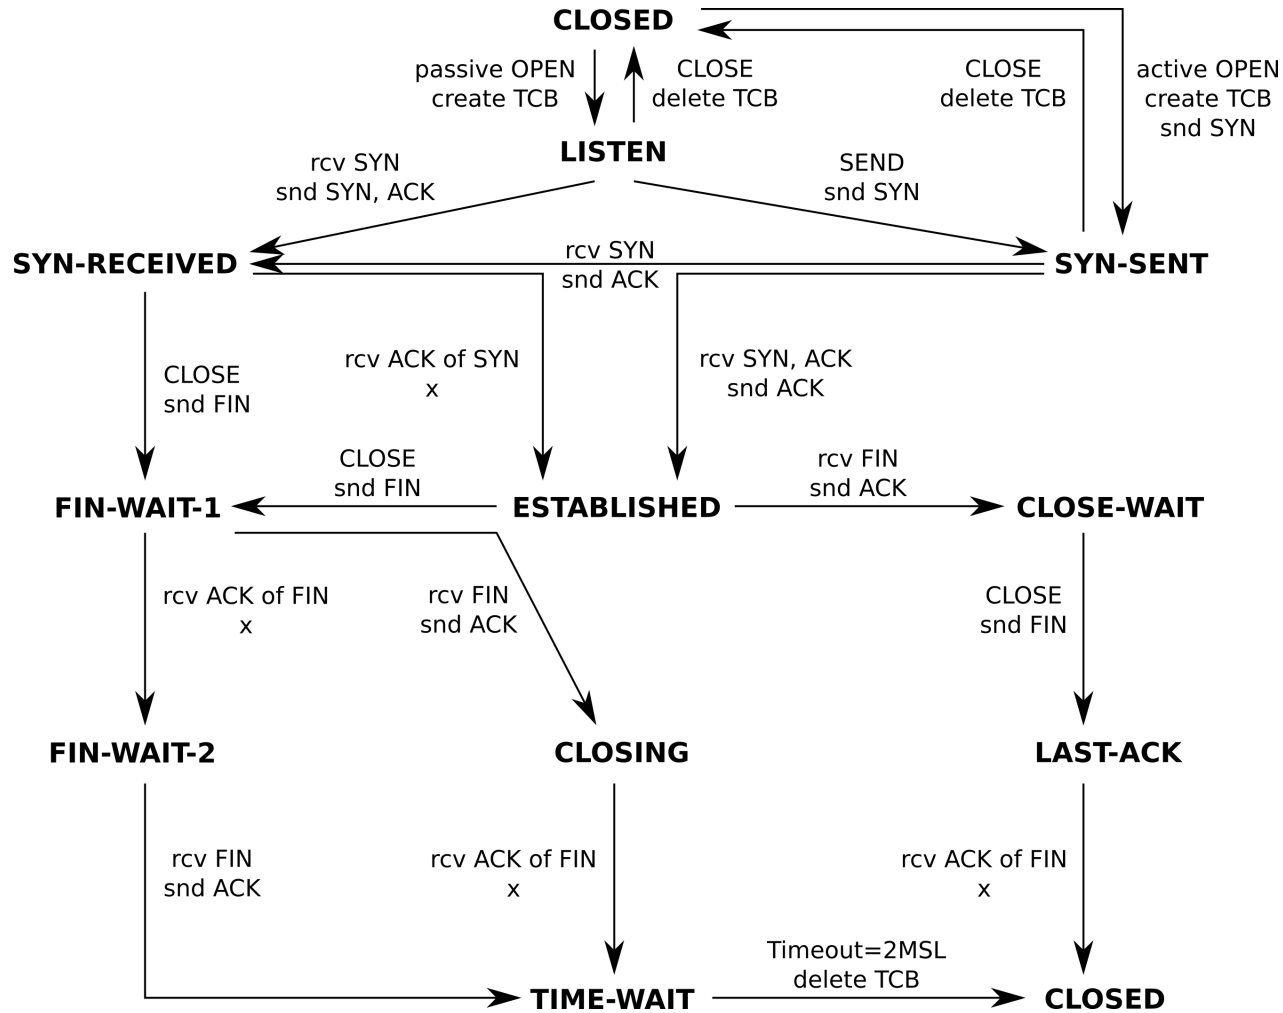 CLOSED
passive OPEN
create TCB
CLOSE
delete TCB
CLOSE
delete TCB
active OPEN
create TCB
snd SYN
LISTEN
rcv SYN
snd SYN, ACK
SEND
snd SYN
SYN-RECEIVED
rcv SYN
snd ACK
SYN-SENT
CLOSE
snd FIN
rcv ACK of SYN
x
rcv SYN, ACK
snd ACK
CLOSE
snd FIN
rcv FIN
snd ACK
FIN-WAIT-1
ESTABLISHED
CLOSE-WAIT
rcv ACK of FIN
x
rcv FIN
snd ACK
CLOSE
snd FIN
FIN-WAIT-2
CLOSING
LAST-ACK
rcv FIN
snd ACK
rcv ACK of FIN
x
rcv ACK of FIN
x
Timeout=2MSL
delete TCB
TIME-WAIT
CLOSED